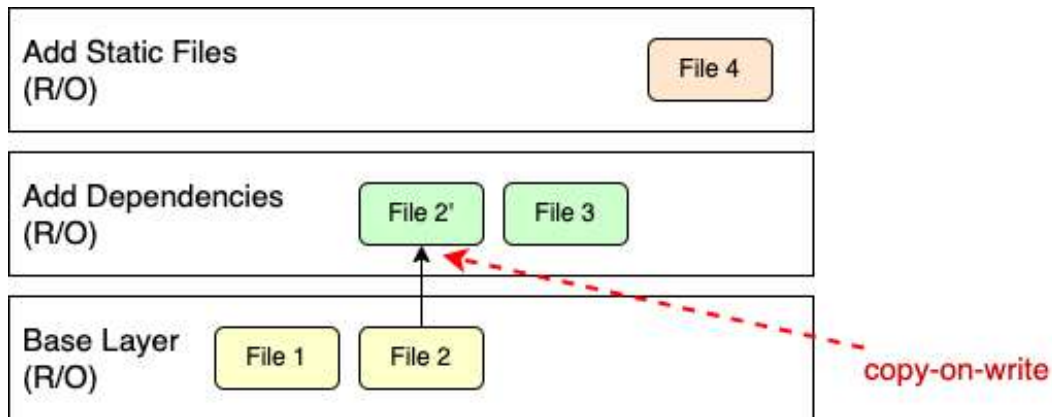 Add Static Files
(R/O)
File 4
Add Dependencies
(R/O)
File 2'
File 3
Base Layer
(R/O)
File 1
File 2
copy-on-write